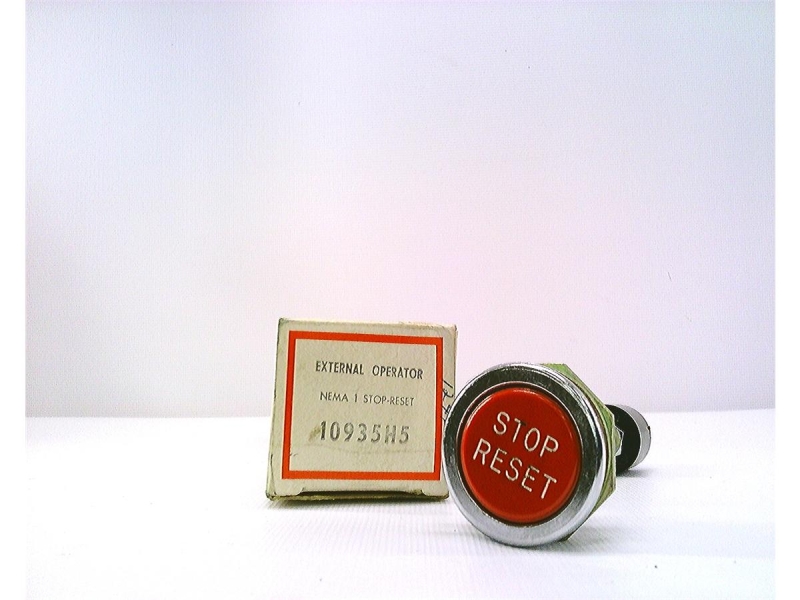 EXTERNAL OPERATOR
NEMA 1 STOP-RESET
10935H5
STOP
RESET